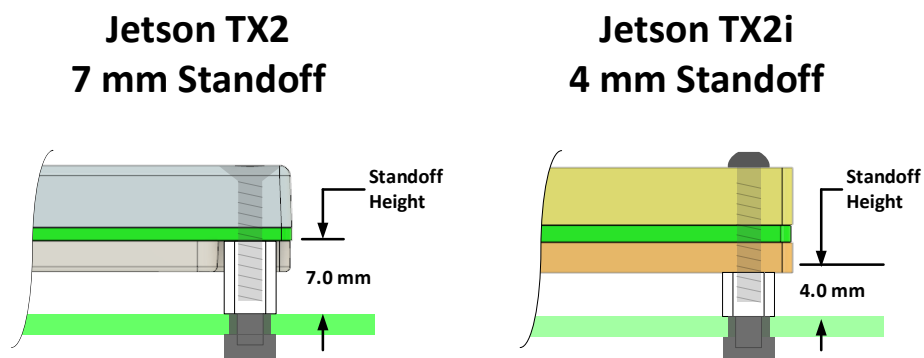 Jetson TX2
7 mm Standoff
Standoff
Height
7.0 mm
Jetson TX2i
4 mm Standoff
Standoff
Height
4.0 mm